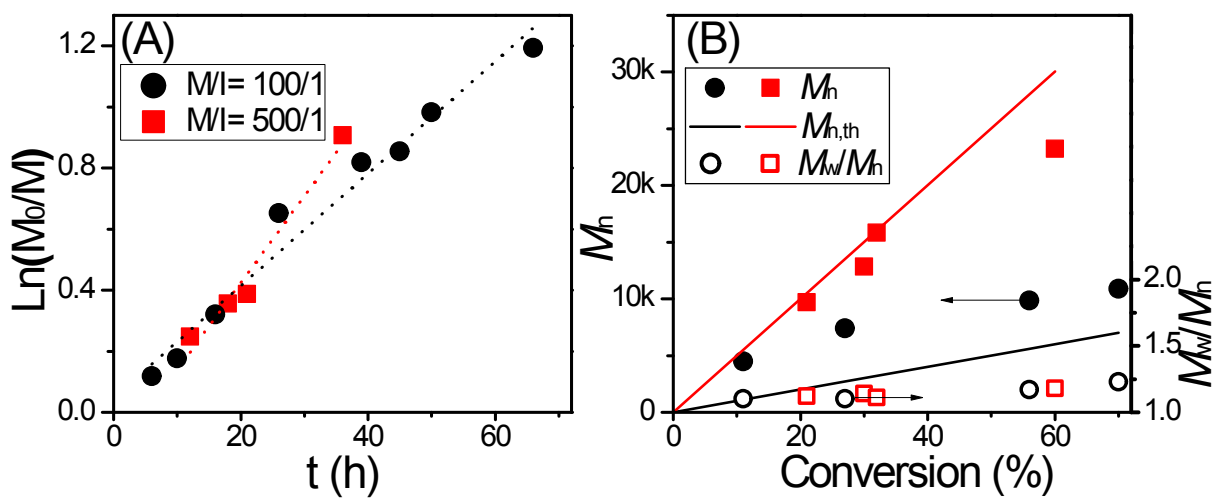 (A)
M/I= 100/1
M/I= 500/1
Ln(M₀/M)
1.2
0.8
0.4
0.0
0 20 40 60
t (h)
(B)
Mn
Mn,th
Mw/Mn
Mn
30k
20k
10k
0
0 20 40 60
Conversion (%)
2.0
1.5
1.0
Mw/Mn